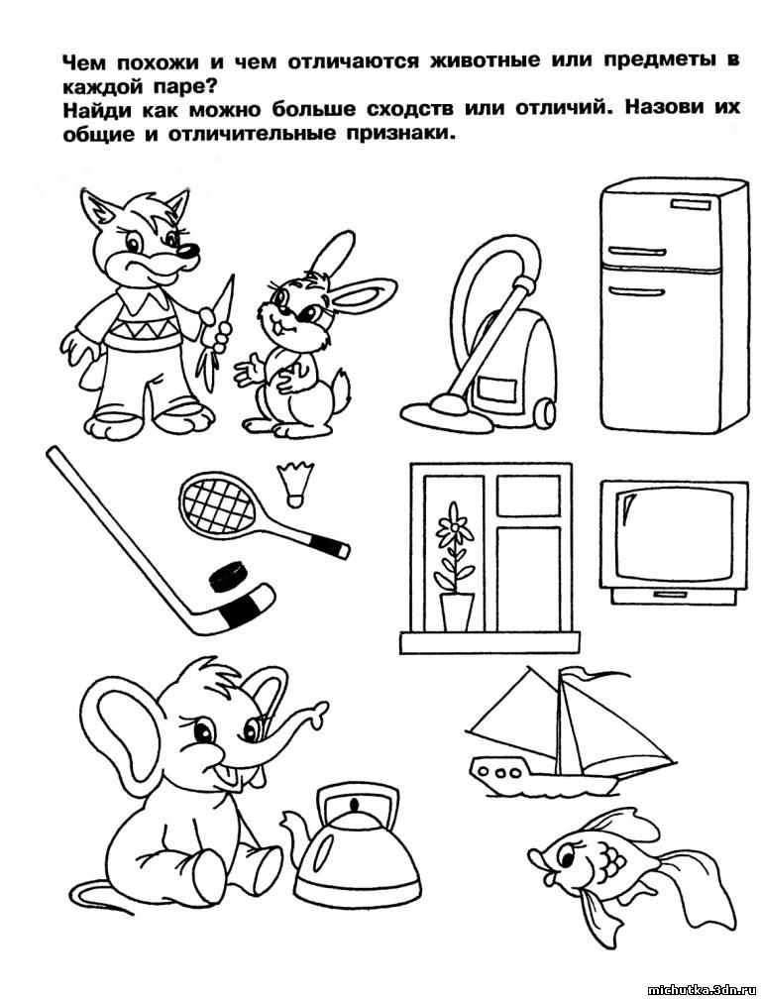 Чем похожи и чем отличаются животные или предметы в
каждой паре?
Найди как можно больше сходств или отличий. Назови их
общие и отличительные признаки.
michutka.3dn.ru